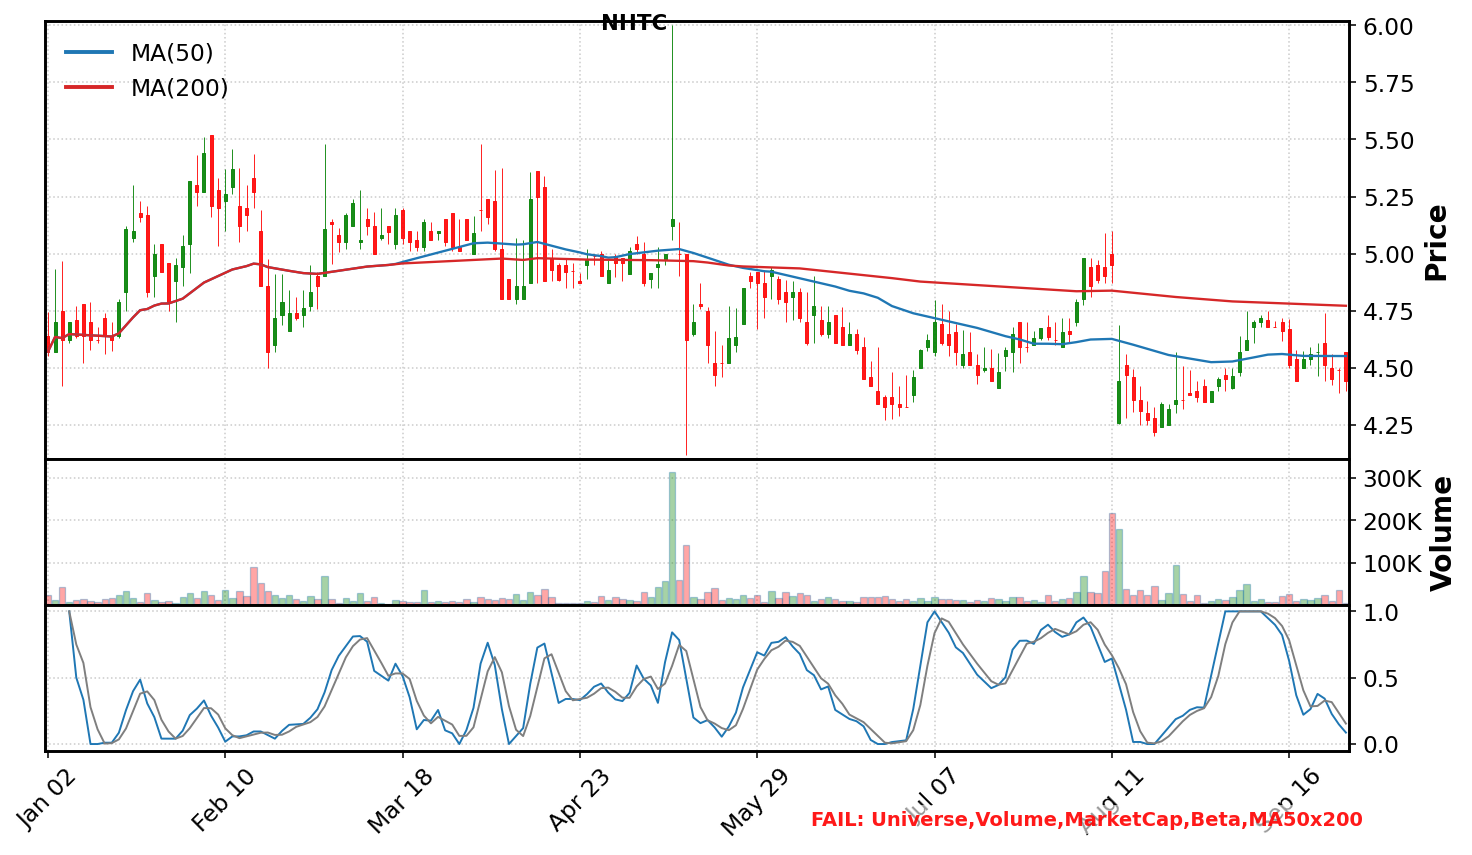 NHTC
MA(50)
MA(200)
6.00
5.75
5.50
5.25
5.00
4.75
4.50
4.25
Price
300K
200K
100K
Volume
1.0
0.5
0.0
Jan 02
Feb 10
Mar 18
Apr 23
May 29
Jul 07
Aug 11
Sep 16
FAIL: Universe,Volume,MarketCap,Beta,MA50x200